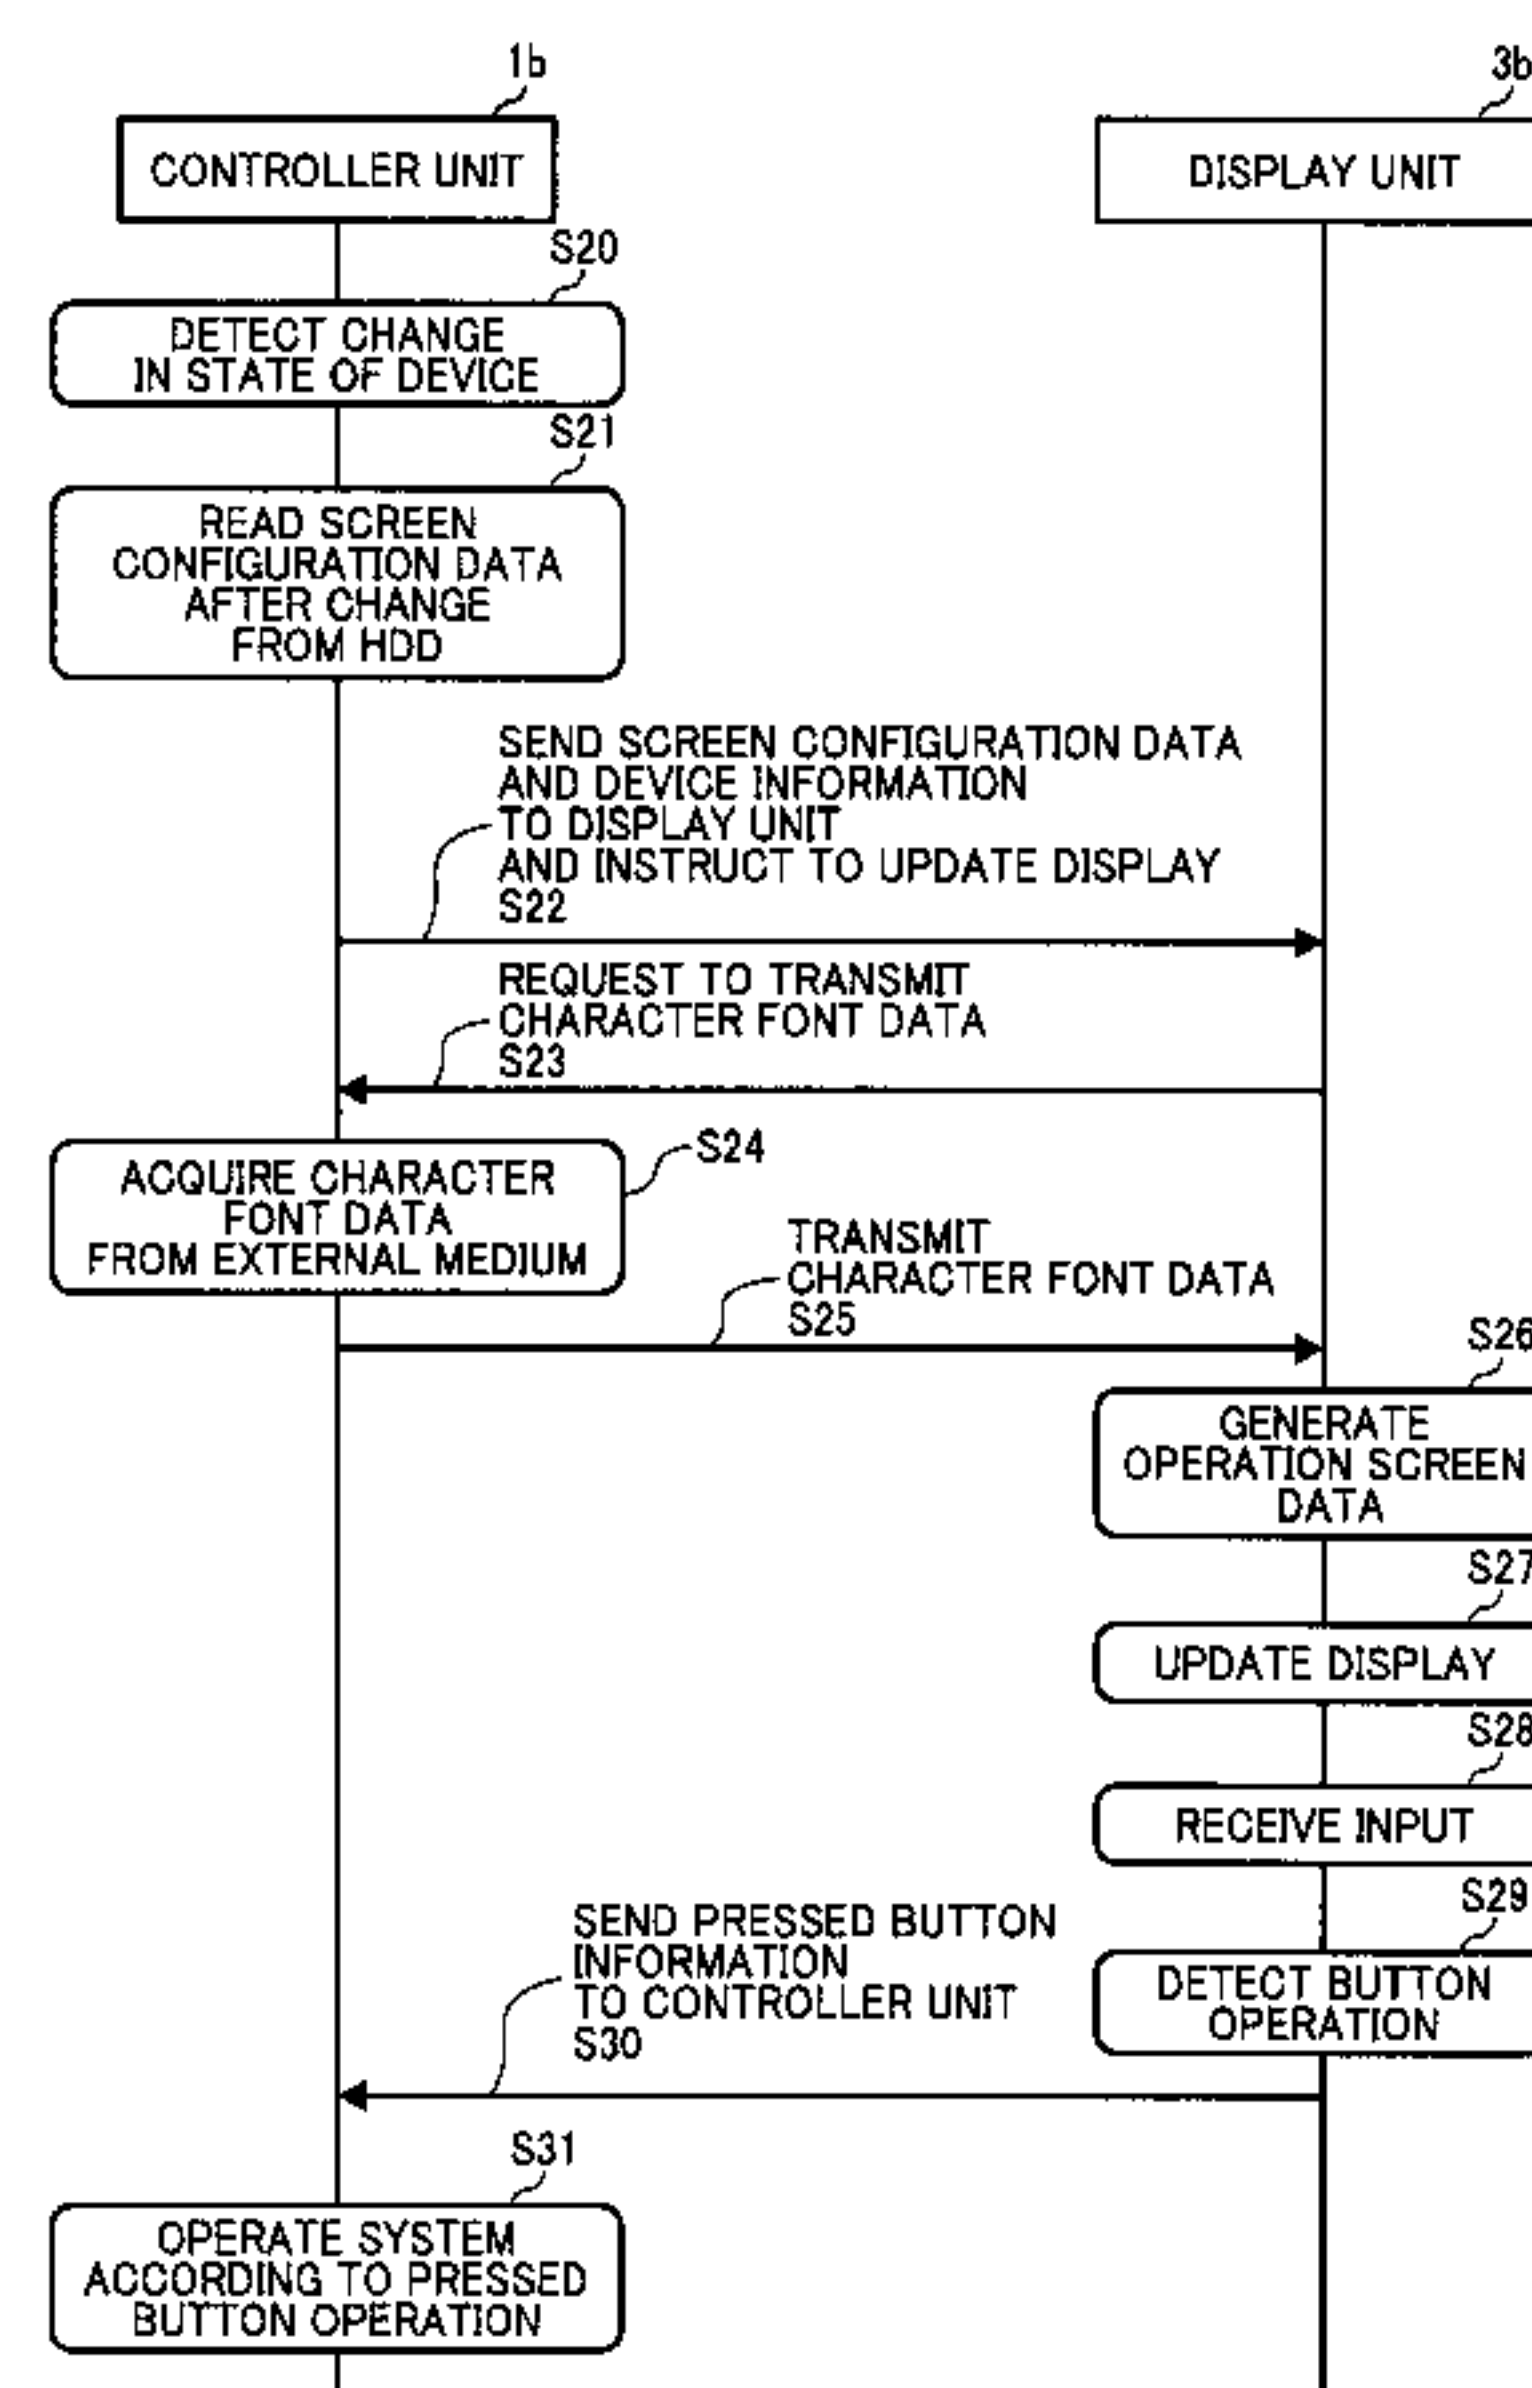 1b
3b
CONTROLLER UNIT
DISPLAY UNIT
S20
DETECT CHANGE
IN STATE OF DEVICE
S21
READ SCREEN
CONFIGURATION DATA
AFTER CHANGE
FROM HDD
SEND SCREEN CONFIGURATION DATA
AND DEVICE INFORMATION
TO DISPLAY UNIT
AND INSTRUCT TO UPDATE DISPLAY
S22
REQUEST TO TRANSMIT
CHARACTER FONT DATA
S23
S24
ACQUIRE CHARACTER
FONT DATA
FROM EXTERNAL MEDIUM
TRANSMIT
CHARACTER FONT DATA
S25
S26
GENERATE
OPERATION SCREEN
DATA
S27
UPDATE DISPLAY
S28
RECEIVE INPUT
S29
DETECT BUTTON
OPERATION
SEND PRESSED BUTTON
INFORMATION
TO CONTROLLER UNIT
S30
S31
OPERATE SYSTEM
ACCORDING TO PRESSED
BUTTON OPERATION